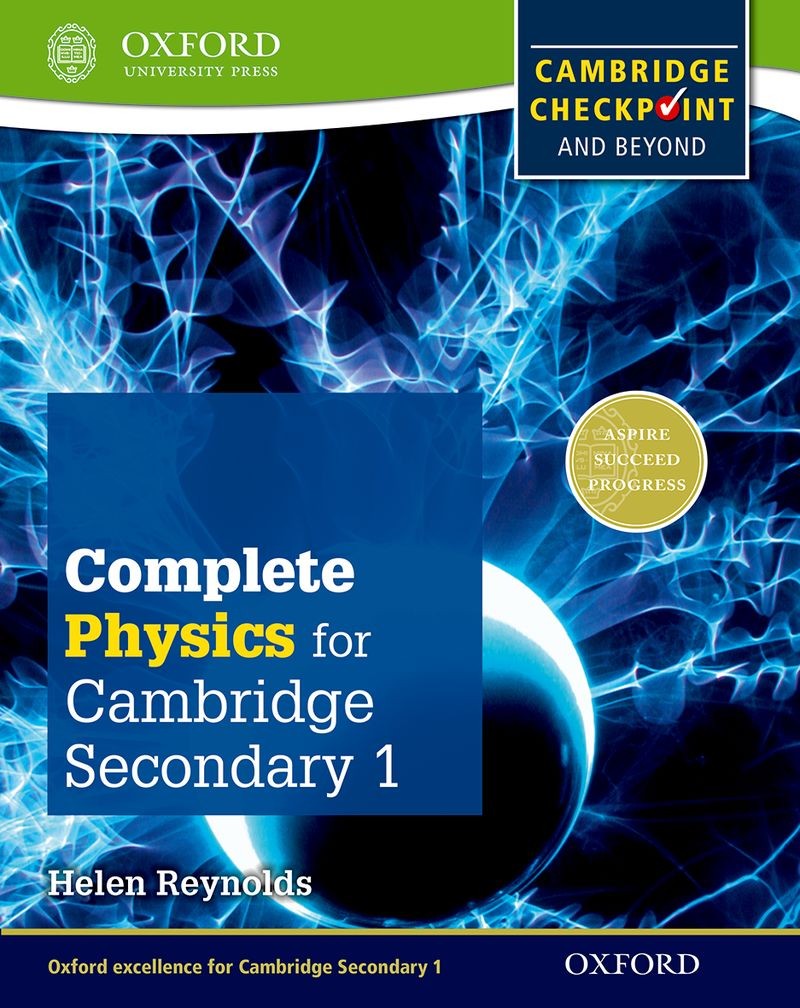 OXFORD
UNIVERSITY PRESS
CAMBRIDGE
CHECKPOINT
AND BEYOND
ASPIRE
SUCCEED
PROGRESS
Complete
Physics for
Cambridge
Secondary 1
Helen Reynolds
Oxford excellence for Cambridge Secondary 1
OXFORD